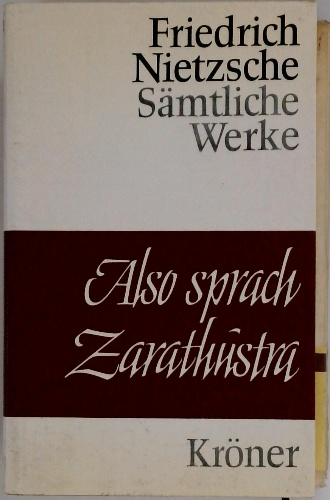 Friedrich
Nietzsche
Sämtliche
Werke
Also sprach
Zarathustra
Kröner